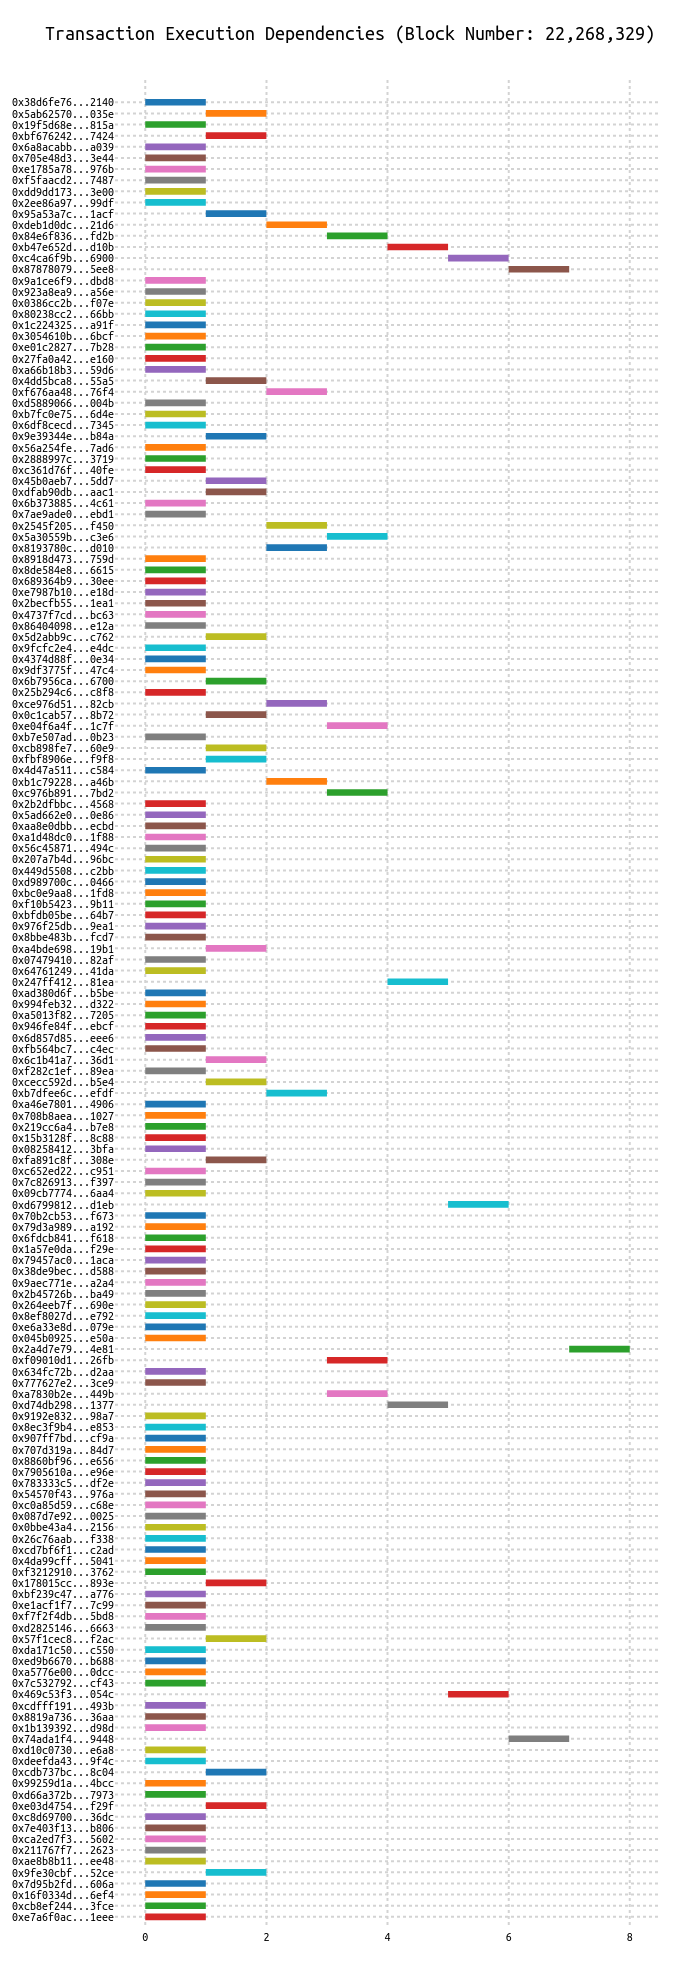 Transaction Execution Dependencies (Block Number: 22,268,329)
0x38d6fe76...2140
0x5ab62570...035e
0x19f5d68e...815a
0xbf676242...7424
0x6a8acabb...a039
0x705e48d3...3e44
0xe1785a78...976b
0xf5faacd2...7487
0xdd9dd173...3e00
0x2ee86a97...99df
0x95a53a7c...1acf
0xdeb1d0dc...21d6
0x84e6f836...fd2b
0xb47e652d...d10b
0xc4ca6f9b...6900
0x87878079...5ee8
0x9a1ce6f9...dbd8
0x923a8ea9...a56e
0x0386cc2b...f07e
0x80238cc2...66bb
0x1c224325...a91f
0x3054610b...6bcf
0xe01c2827...7b28
0x27fa0a42...e160
0xa66b18b3...59d6
0x4dd5bca8...55a5
0xf676aa48...76f4
0xd5889066...004b
0xb7fc0e75...6d4e
0x6df8cecd...7345
0x9e39344e...b84a
0x56a254fe...7ad6
0x2888997c...3719
0xc361d76f...40fe
0x45b0aeb7...5dd7
0xdfab90db...aac1
0x6b373885...4c61
0x7ae9ade0...ebd1
0x2545f205...f450
0x5a30559b...c3e6
0x8193780c...d010
0x8918d473...759d
0x8de584e8...6615
0x689364b9...30ee
0xe7987b10...e18d
0x2becfb55...1ea1
0x4737f7cd...bc63
0x86404098...e12a
0x5d2abb9c...c762
0x9fcfc2e4...e4dc
0x4374d88f...0e34
0x9df3775f...47c4
0x6b7956ca...6700
0x25b294c6...c8f8
0xce976d51...82cb
0x0c1cab57...8b72
0xe04f6a4f...1c7f
0xb7e507ad...0b23
0xcb898fe7...60e9
0xfbf8906e...f9f8
0x4d47a511...c584
0xb1c79228...a46b
0xc976b891...7bd2
0x2b2dfbbc...4568
0x5ad662e0...0e86
0xaa8e0dbb...ecbd
0xa1d48dc0...1f88
0x56c45871...494c
0x207a7b4d...96bc
0x449d5508...c2bb
0xd989700c...0466
0xbc0e9aa8...1fd8
0xf10b5423...9b11
0xbfdb05be...64b7
0x976f25db...9ea1
0x8bbe483b...fcd7
0xa4bde698...19b1
0x07479410...82af
0x64761249...41da
0x247ff412...81ea
0xad380d6f...b5be
0x994feb32...d322
0xa5013f82...7205
0x946fe84f...ebcf
0x6d857d85...eee6
0xfb564bc7...c4ec
0x6c1b41a7...36d1
0xf282c1ef...89ea
0xcecc592d...b5e4
0xb7dfee6c...efdf
0xa46e7801...4906
0x708b8aea...1027
0x219cc6a4...b7e8
0x15b3128f...8c88
0x08258412...3bfa
0xfa891c8f...308e
0xc652ed22...c951
0x7c826913...f397
0x09cb7774...6aa4
0xd6799812...d1eb
0x70b2cb53...f673
0x79d3a989...a192
0x6fdcb841...f618
0x1a57e0da...f29e
0x79457ac0...1aca
0x38de9bec...d588
0x9aec771e...a2a4
0x2b45726b...ba49
0x264eeb7f...690e
0x8ef8027d...e792
0xe6a33e8d...079e
0x045b0925...e50a
0x2a4d7e79...4e81
0xf09010d1...26fb
0x634fc72b...d2aa
0x777627e2...3ce9
0xa7830b2e...449b
0xd74db298...1377
0x9192e832...98a7
0x8ec3f9b4...e853
0x907ff7bd...cf9a
0x707d319a...84d7
0x8860bf96...e656
0x7905610a...e96e
0x783333c5...df2e
0x54570f43...976a
0xc0a85d59...c68e
0x087d7e92...0025
0x0bbe43a4...2156
0x26c76aab...f338
0xcd7bf6f1...c2ad
0x4da99cff...5041
0xf3212910...3762
0x178015cc...893e
0xbf239c47...a776
0xe1acf1f7...7c99
0xf7f2f4db...5bd8
0xd2825146...6663
0x57f1cec8...f2ac
0xda171c50...c550
0xed9b6670...b688
0xa5776e00...0dcc
0x7c532792...cf43
0x469c53f3...054c
0xcdfff191...493b
0x8819a736...36aa
0x1b139392...d98d
0x74ada1f4...9448
0xd10c0730...e6a8
0xdeefda43...9f4c
0xcdb737bc...8c04
0x99259d1a...4bcc
0xd66a372b...7973
0xe03d4754...f29f
0xc8d69700...36dc
0x7e403f13...b806
0xca2ed7f3...5602
0x211767f7...2623
0xae8b8b11...ee48
0x9fe30cbf...52ce
0x7d95b2fd...606a
0x16f0334d...6ef4
0xcb8ef244...3fce
0xe7a6f0ac...1eee
0 2 4 6 8